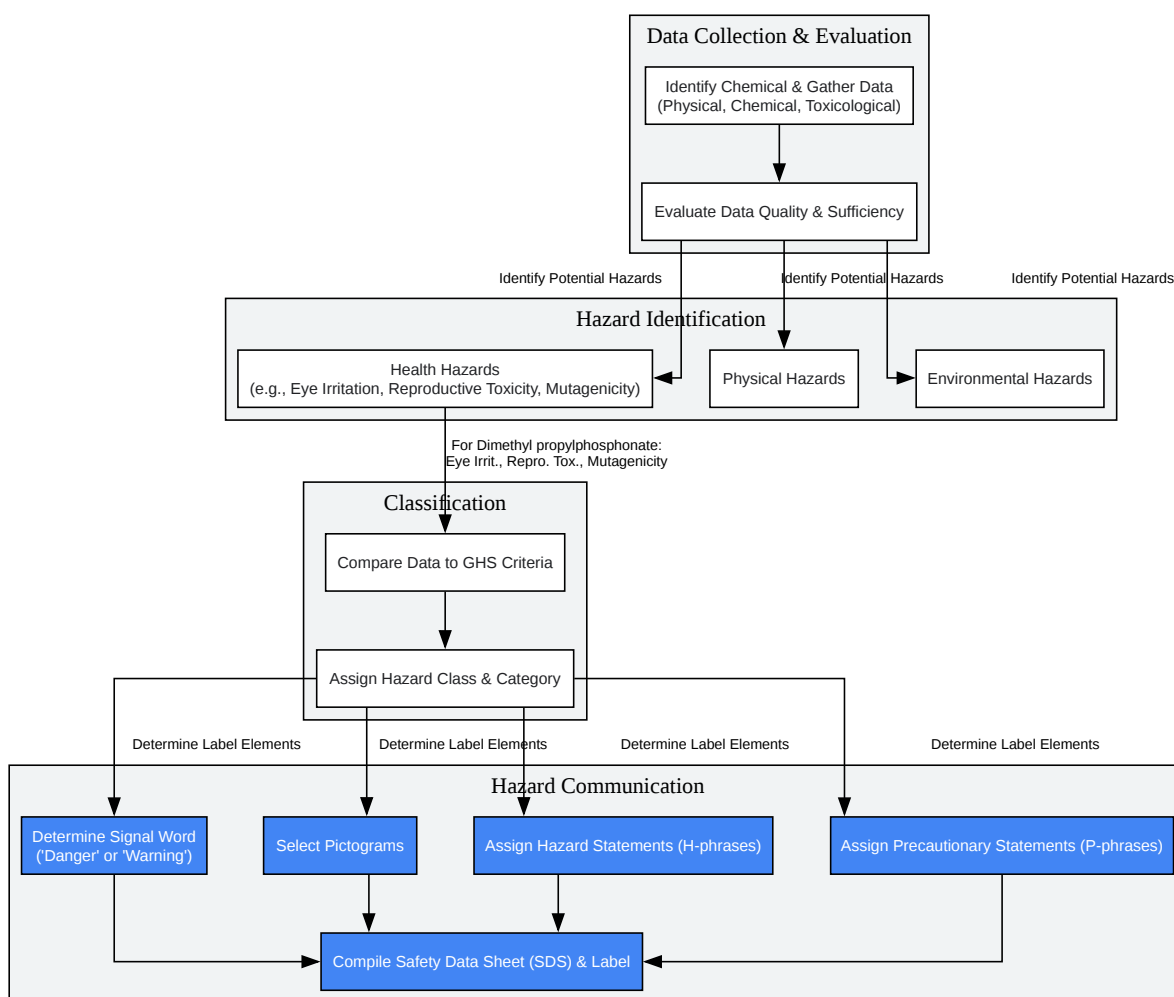 Data Collection & Evaluation
Identify Chemical & Gather Data
(Physical, Chemical, Toxicological)
Evaluate Data Quality & Sufficiency
Identify Potential Hazards
Identify Potential Hazards
Identify Potential Hazards
Hazard Identification
Health Hazards
(e.g., Eye Irritation, Reproductive Toxicity, Mutagenicity)
Physical Hazards
Environmental Hazards
For Dimethyl propylphosphonate:
Eye Irrit., Repro. Tox., Mutagenicity
Classification
Compare Data to GHS Criteria
Assign Hazard Class & Category
Determine Label Elements
Determine Label Elements
Determine Label Elements
Determine Label Elements
Hazard Communication
Determine Signal Word
('Danger' or 'Warning')
Select Pictograms
Assign Hazard Statements (H-phrases)
Assign Precautionary Statements (P-phrases)
Compile Safety Data Sheet (SDS) & Label